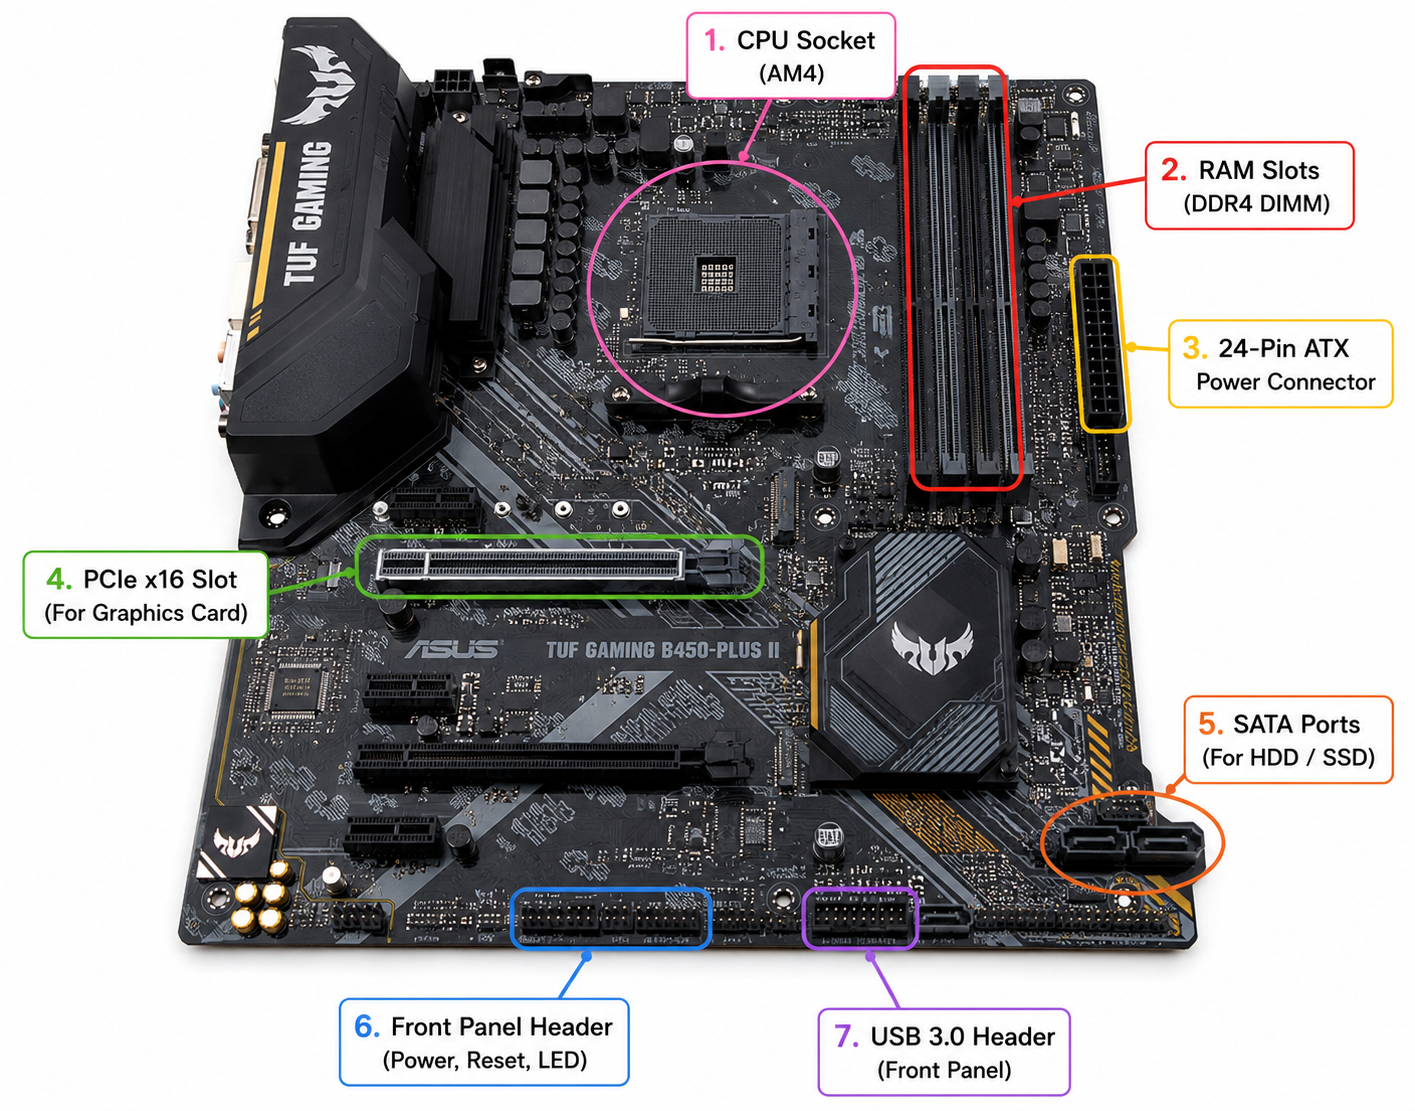 1. CPU Socket
(AM4)
2. RAM Slots
(DDR4 DIMM)
TUF GAMING
3. 24-Pin ATX
Power Connector
4. PCIe x16 Slot
(For Graphics Card)
ASUS TUF GAMING B450-PLUS II
5. SATA Ports
(For HDD / SSD)
6. Front Panel Header
(Power, Reset, LED)
7. USB 3.0 Header
(Front Panel)